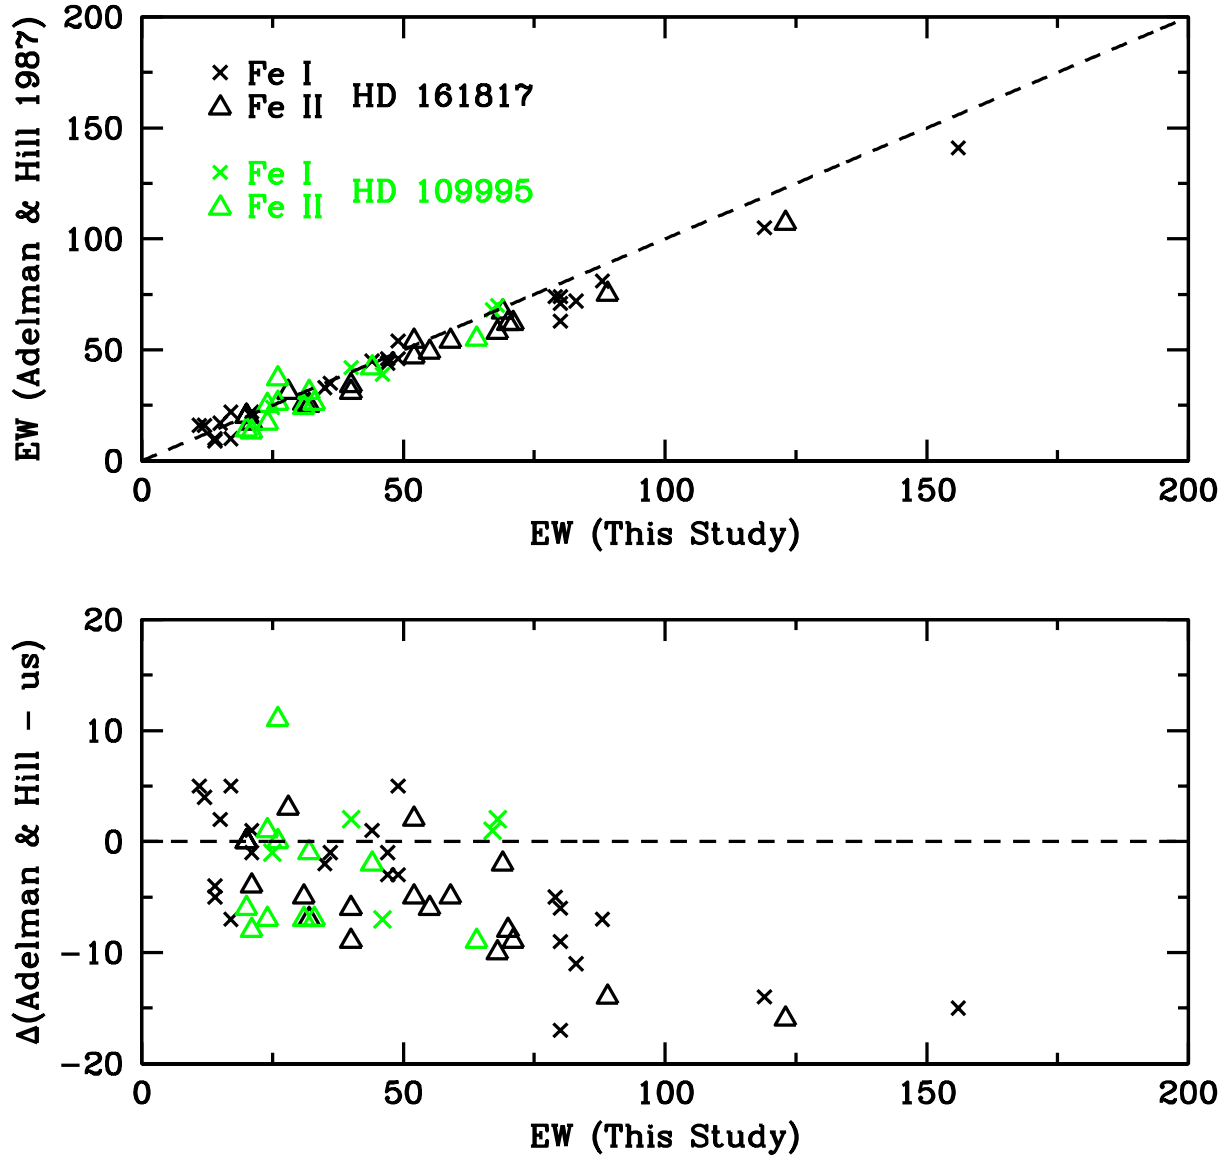 EW (Adelman & Hill 1987)
200
150
100
50
0
Fe I
Fe II
HD 161817
Fe I
Fe II
HD 109995
0 50 100 150 200
EW (This Study)
Δ(Adelman & Hill − us)
20
10
0
−10
−20
0 50 100 150 200
EW (This Study)